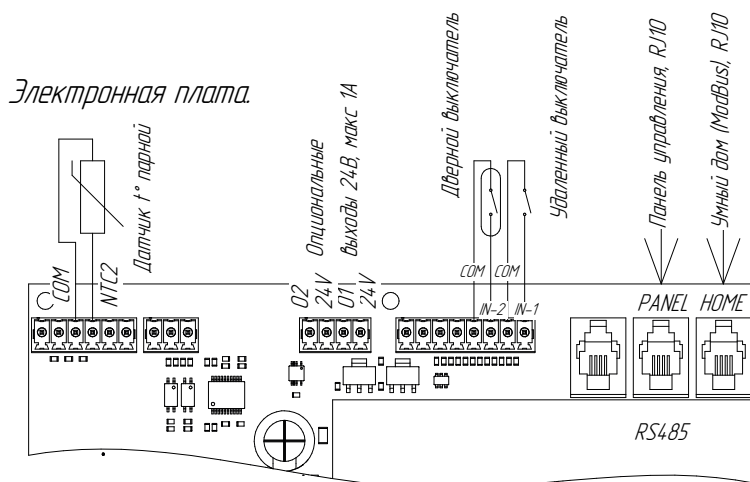 Электронная плата.
Датчик t° парной
COM
NTC2
Опциональные
выходы 24В, макс 1А
O2
24V
O1
24V
Дверной выключатель
Удаленный выключатель
COM
COM
IN-2
IN-1
Панель управления, RJ10
Умный дом (ModBus), RJ10
PANEL
HOME
RS485